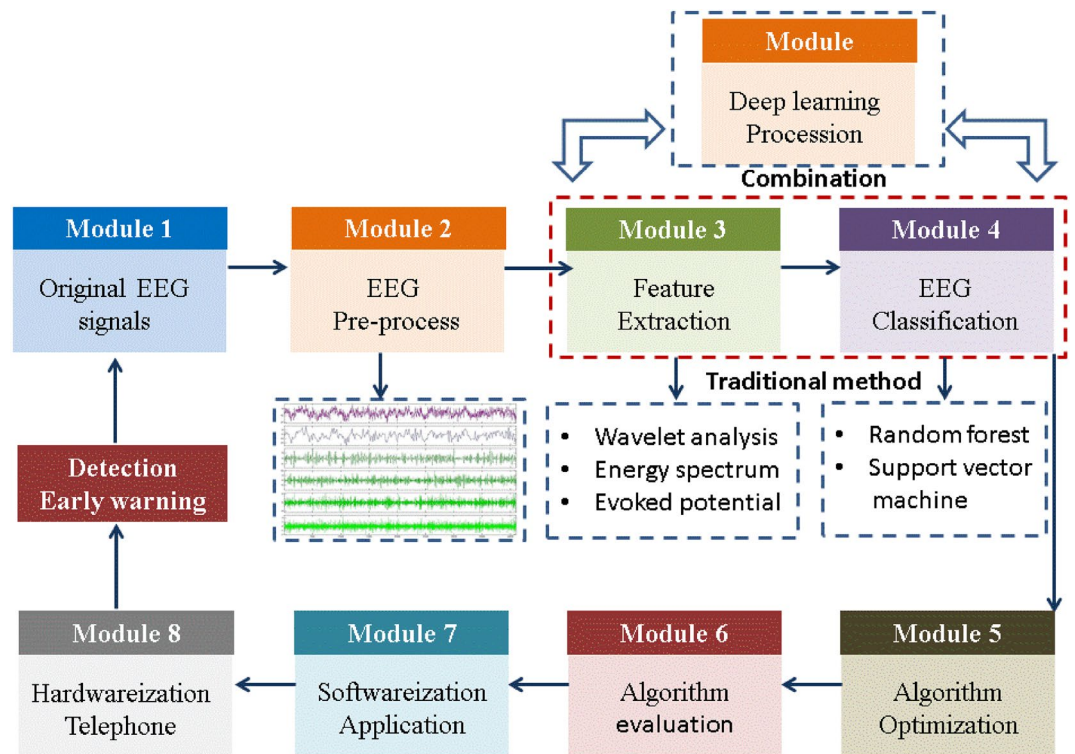 Module
Deep learning
Procession
Combination
Module 1
Original EEG
signals
Module 2
EEG
Pre-process
Module 3
Feature
Extraction
Module 4
EEG
Classification
Traditional method
• Wavelet analysis
• Energy spectrum
• Evoked potential
• Random forest
• Support vector
machine
Detection
Early warning
Module 8
Hardwareization
Telephone
Module 7
Softwareization
Application
Module 6
Algorithm
evaluation
Module 5
Algorithm
Optimization